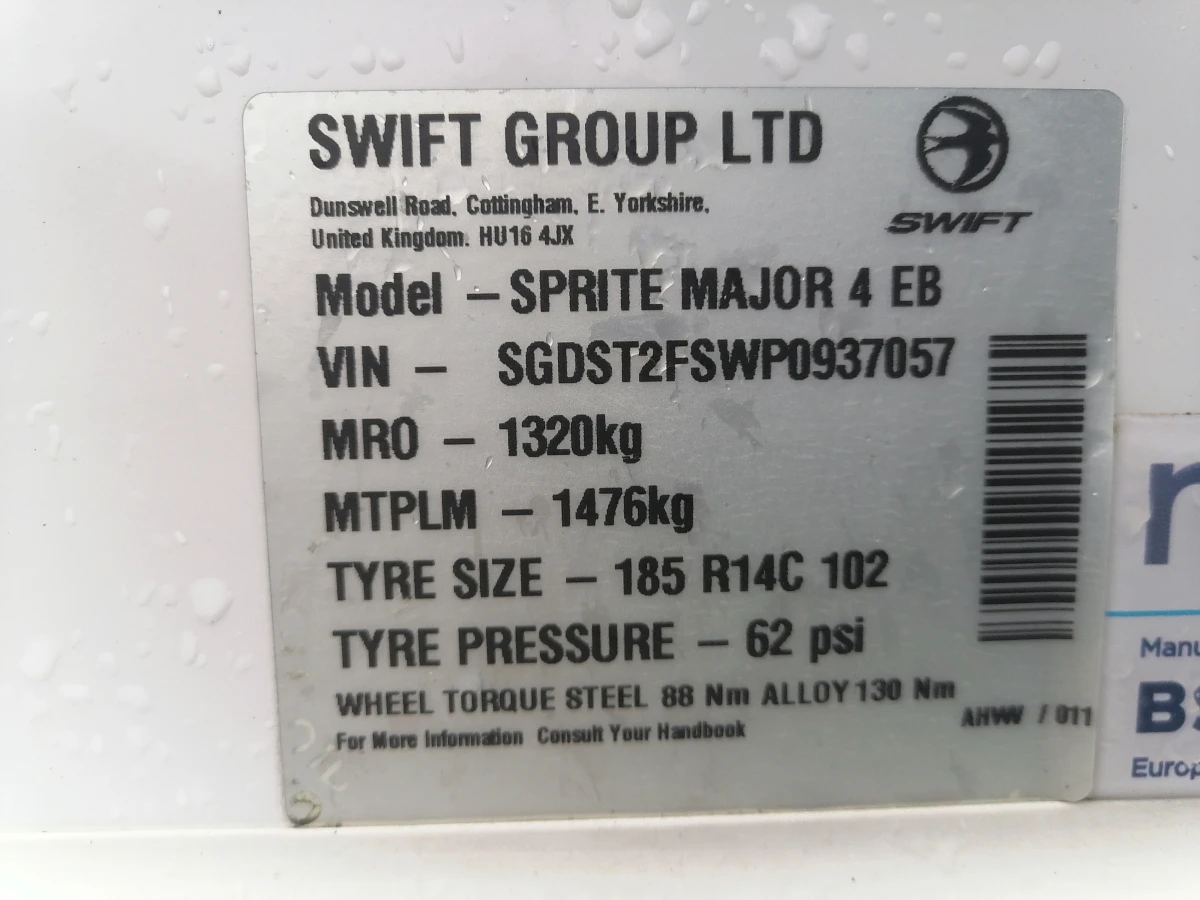 SWIFT GROUP LTD
Dunswell Road, Cottingham, E. Yorkshire,
United Kingdom. HU16 4JX
SWIFT
Model - SPRITE MAJOR 4 EB
VIN - SGDST2FSWP0937057
MRO - 1320kg
MTPLM - 1476kg
TYRE SIZE - 185 R14C 102
TYRE PRESSURE - 62 psi
WHEEL TORQUE STEEL 88 Nm ALLOY 130 Nm
For More Information Consult Your Handbook
AHWW / 011
Manu
Europ